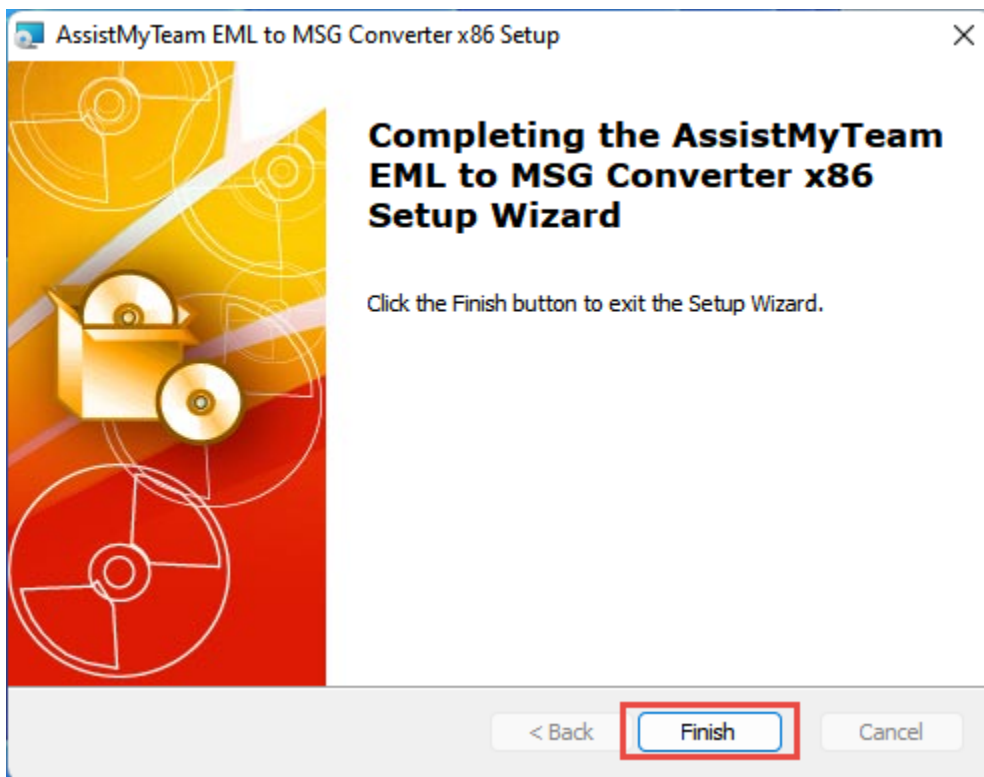 AssistMyTeam EML to MSG Converter x86 Setup
Completing the AssistMyTeam
EML to MSG Converter x86
Setup Wizard
Click the Finish button to exit the Setup Wizard.
< Back
Finish
Cancel